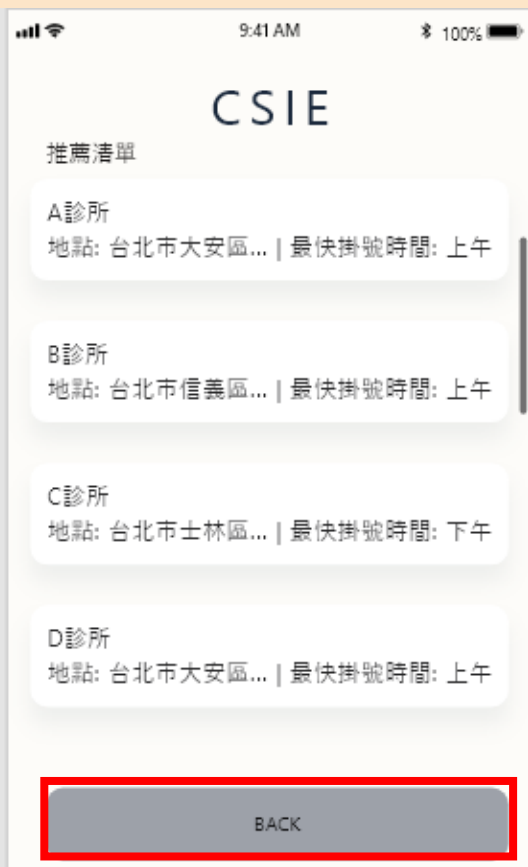 9:41 AM
100%
CSIE
推薦清單
A診所
地點: 台北市大安區... | 最快掛號時間: 上午
B診所
地點: 台北市信義區... | 最快掛號時間: 上午
C診所
地點: 台北市士林區... | 最快掛號時間: 下午
D診所
地點: 台北市大安區... | 最快掛號時間: 上午
BACK